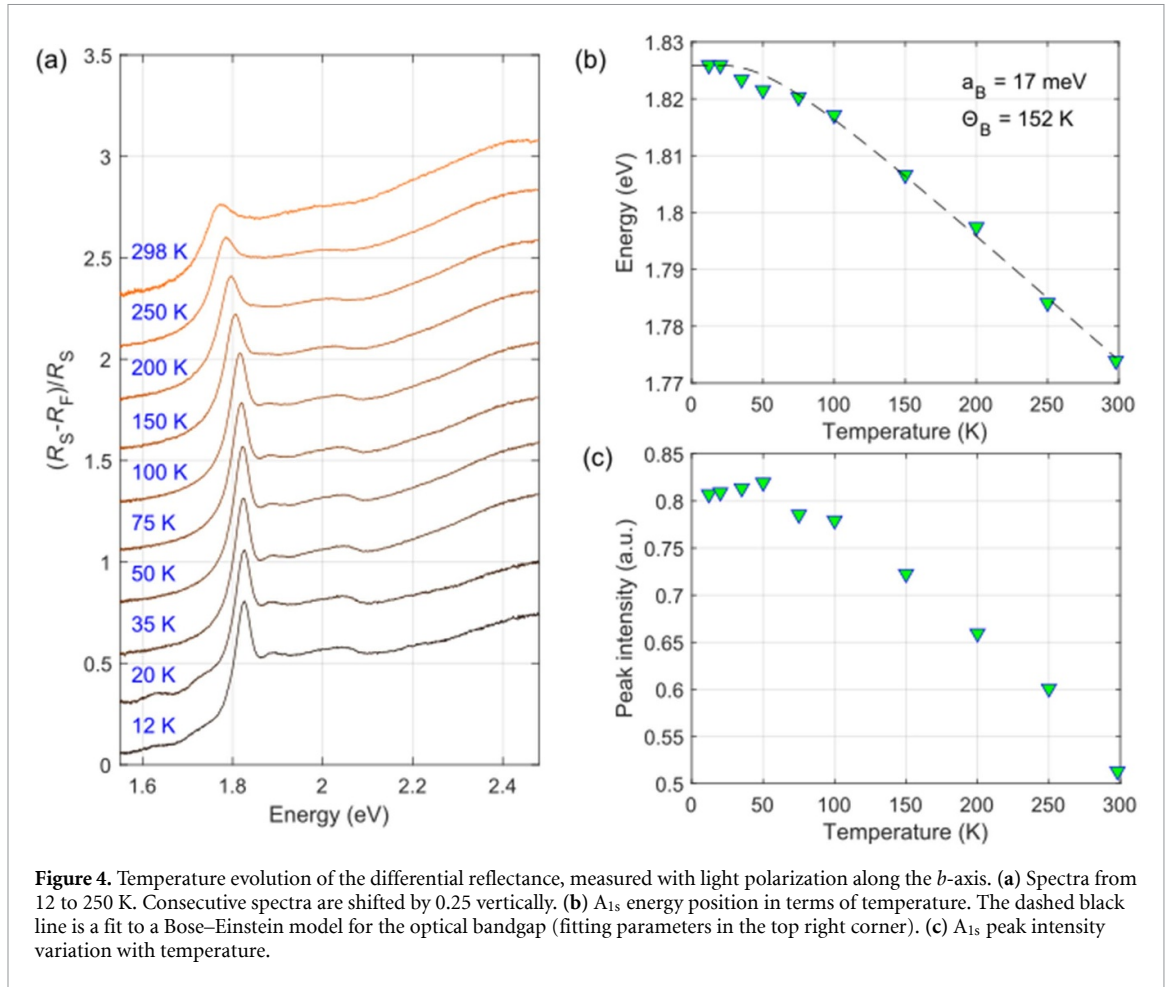 (a)
3.5
3
2.5
2
1.5
1
0.5
0
(R_S-R_F)/R_S
298 K
250 K
200 K
150 K
100 K
75 K
50 K
35 K
20 K
12 K
1.6 1.8 2 2.2 2.4
Energy (eV)
(b)
1.83
1.82
1.81
1.8
1.79
1.78
1.77
Energy (eV)
a_B = 17 meV
Θ_B = 152 K
0 50 100 150 200 250 300
Temperature (K)
(c)
0.85
0.8
0.75
0.7
0.65
0.6
0.55
0.5
Peak intensity (a.u.)
0 50 100 150 200 250 300
Temperature (K)
Figure 4. Temperature evolution of the differential reflectance, measured with light polarization along the b-axis. (a) Spectra from
12 to 250 K. Consecutive spectra are shifted by 0.25 vertically. (b) A1s energy position in terms of temperature. The dashed black
line is a fit to a Bose–Einstein model for the optical bandgap (fitting parameters in the top right corner). (c) A1s peak intensity
variation with temperature.